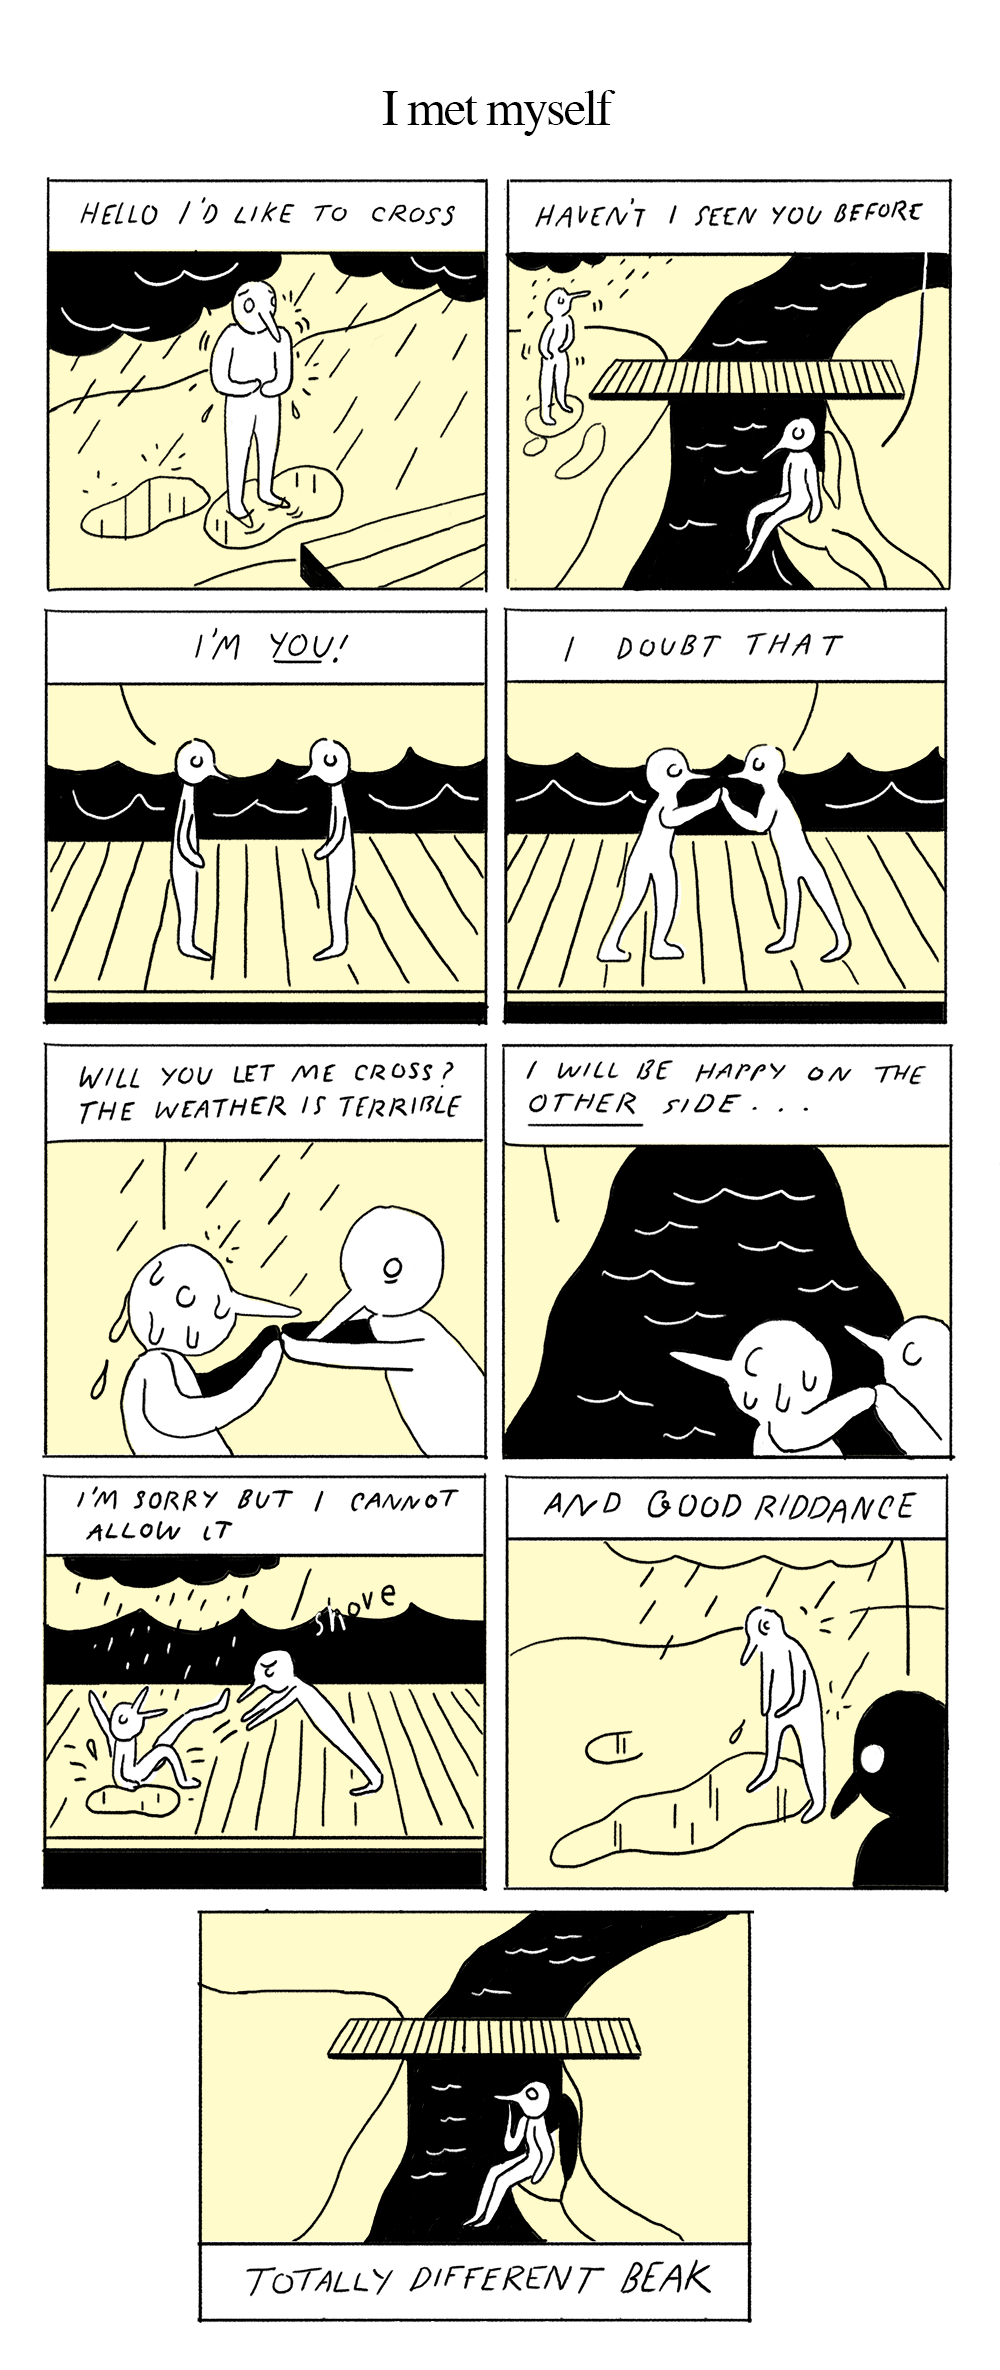 I met myself
HELLO I'D LIKE TO CROSS
HAVEN'T I SEEN YOU BEFORE
I'M YOU!
I DOUBT THAT
WILL YOU LET ME CROSS?
THE WEATHER IS TERRIBLE
I WILL BE HAPPY ON THE
OTHER SIDE...
I'M SORRY BUT I CANNOT
ALLOW IT
shove
AND GOOD RIDDANCE
TOTALLY DIFFERENT BEAK